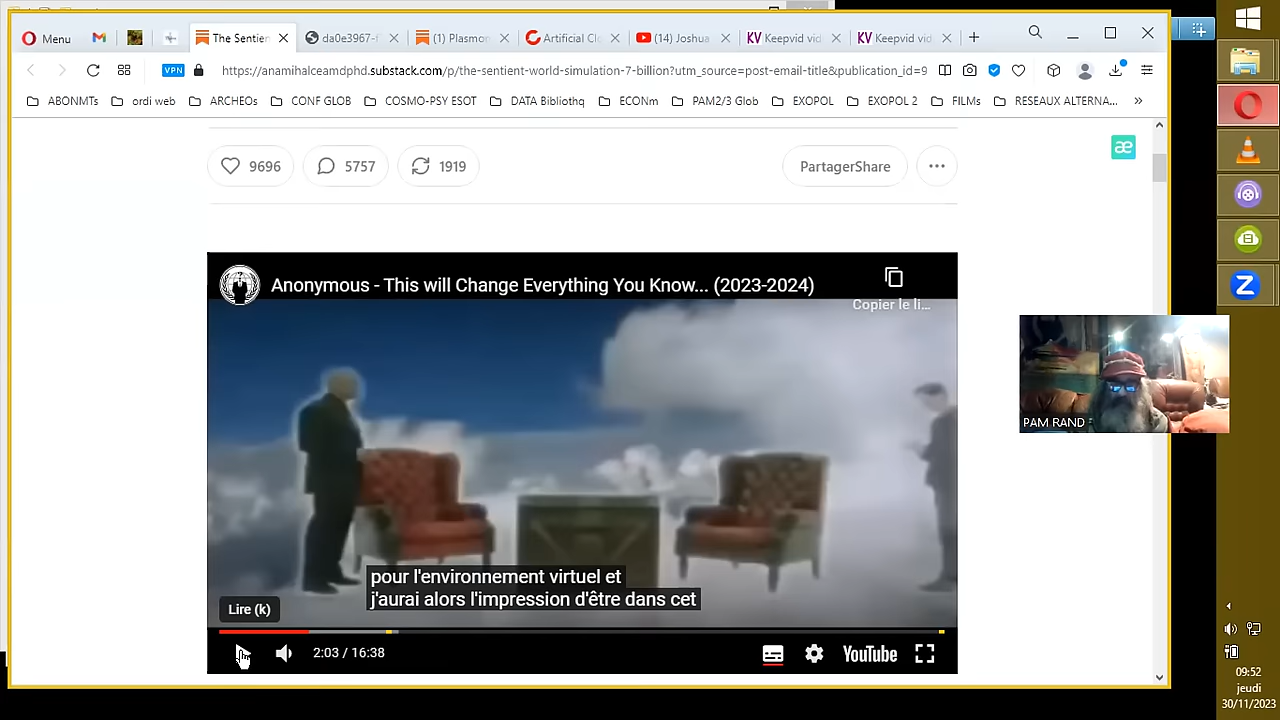 Menu
The Sentien
da0e3967-
(1) Plasmo
Artificial Cl
(14) Joshua
KV Keepvid vid
KV Keepvid vid
VPN
https://anamihalceamdphd.substack.com/p/the-sentient-world-simulation-7-billion?utm_source=post-email-title&publication_id=9
ABONMTs
ordi web
ARCHEOs
CONF GLOB
COSMO-PSY ESOT
DATA Bibliothq
ECONm
PAM2/3 Glob
EXOPOL
EXOPOL 2
FILMs
RESEAUX ALTERNA...
»
æ
9696
5757
1919
PartagerShare
Anonymous - This will Change Everything You Know... (2023-2024)
Copier le li...
PAM RAND
pour l'environnement virtuel et
j'aurai alors l'impression d'être dans cet
Lire (k)
2:03 / 16:38
YouTube
09:52
jeudi
30/11/2023